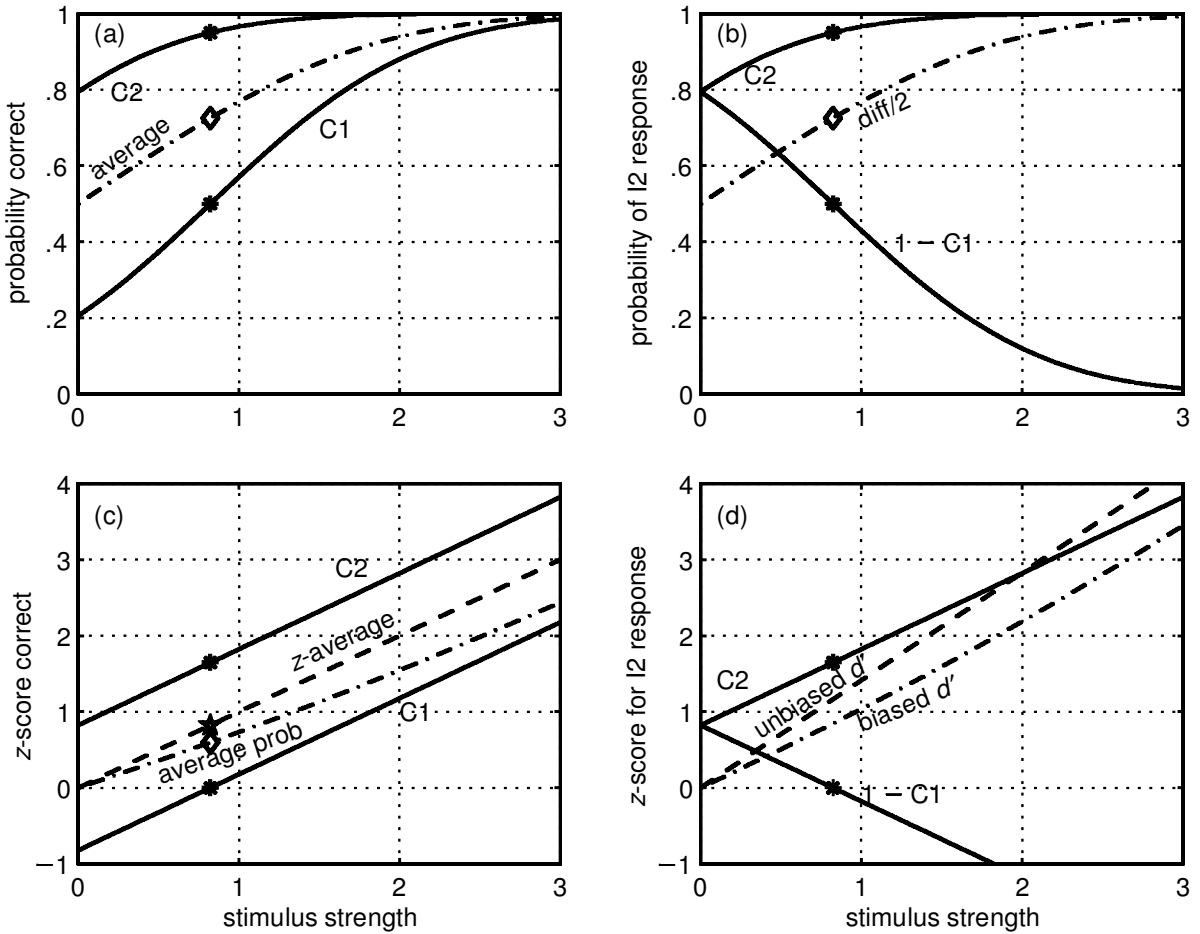 (a)
C2
average
C1
probability correct
1
.8
.6
.4
.2
0
0 1 2 3
(b)
C2
diff/2
1 − C1
probability of I2 response
1
.8
.6
.4
.2
0
0 1 2 3
(c)
C2
z-average
C1
average prob
z-score correct
4
3
2
1
0
−1
0 1 2 3
stimulus strength
(d)
C2
unbiased d′
biased d′
1 − C1
z-score for I2 response
4
3
2
1
0
−1
0 1 2 3
stimulus strength